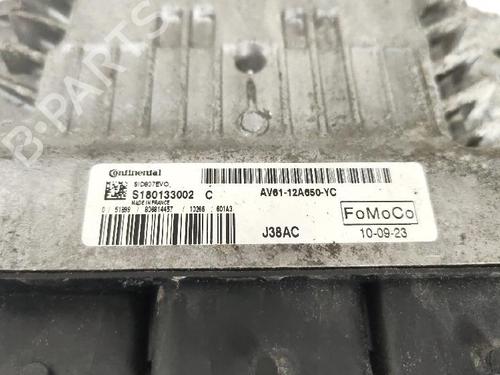 B-PARTS
Continental
SID807EVO
S180133002 C
MADE IN FRANCE
AV61-12A650-YC
FoMoCo
J38AC
10-09-23